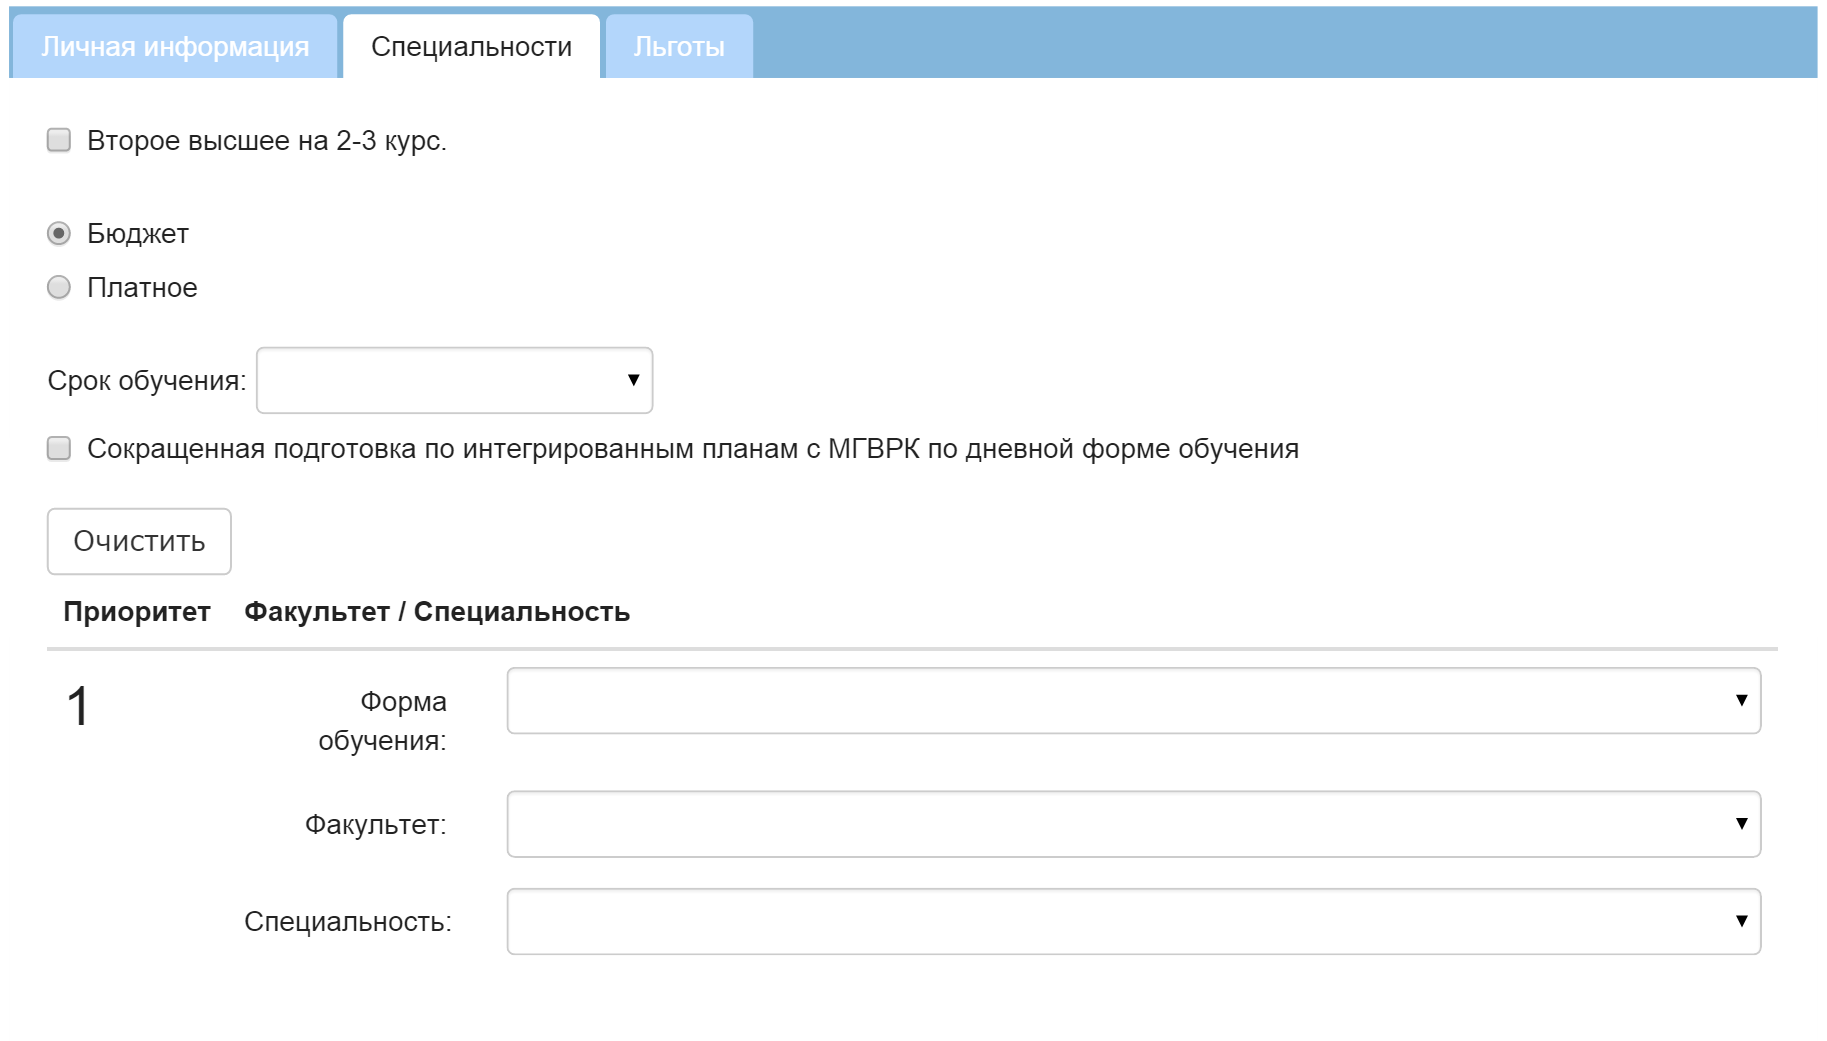 Личная информация
Специальности
Льготы
Второе высшее на 2-3 курс.
Бюджет
Платное
Срок обучения:
Сокращенная подготовка по интегрированным планам с МГВРК по дневной форме обучения
Очистить
Приоритет
Факультет / Специальность
1
Форма
обучения:
Факультет:
Специальность: